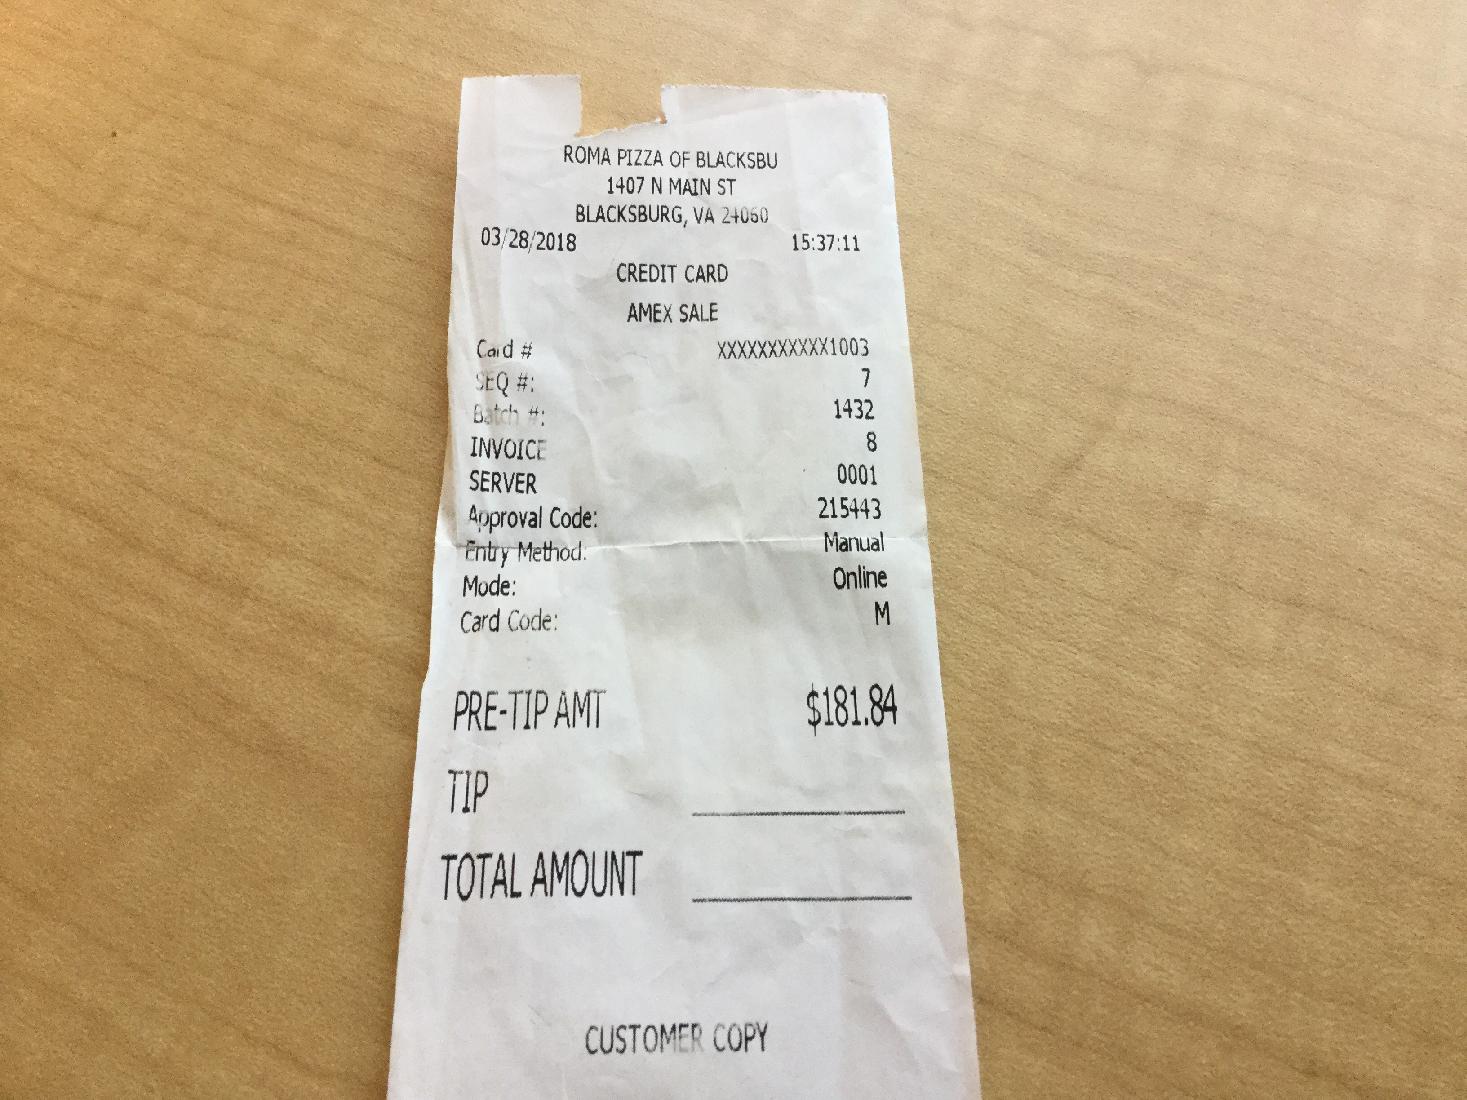 ROMA PIZZA OF BLACKSBU
1407 N MAIN ST
BLACKSBURG, VA 24060
03/28/2018 15:37:11
CREDIT CARD
AMEX SALE
Card # XXXXXXXXXXX1003
SEQ #: 7
Batch #: 1432
INVOICE 8
SERVER 0001
Approval Code: 215443
Entry Method: Manual
Mode: Online
Card Code: M
PRE-TIP AMT $181.84
TIP
TOTAL AMOUNT
CUSTOMER COPY